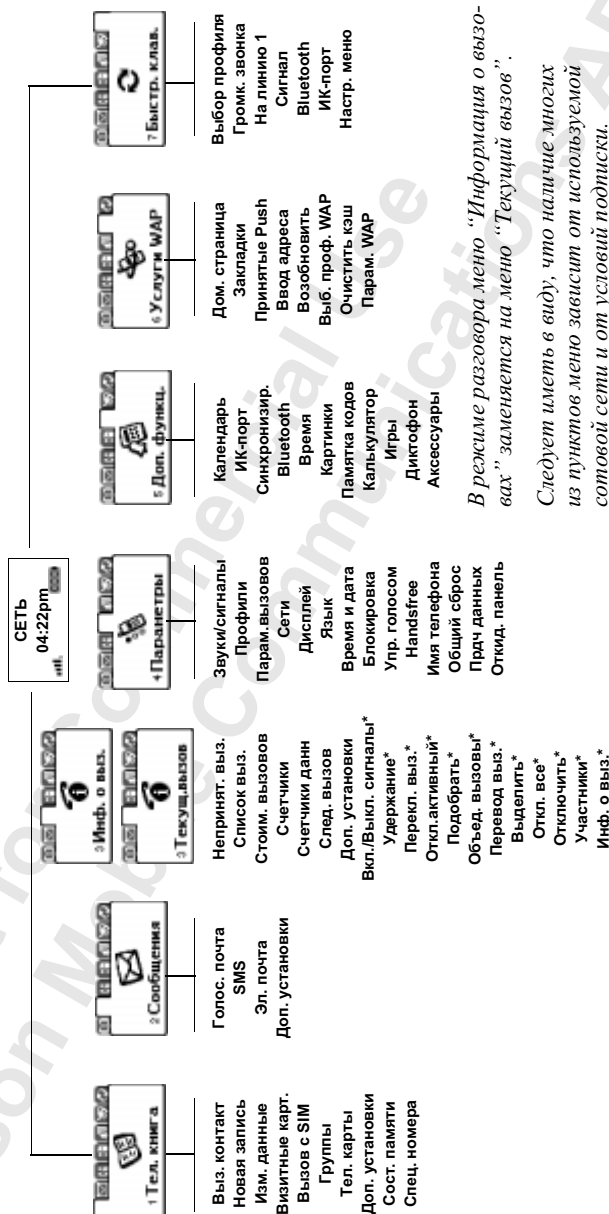 СЕТЬ
04:22pm
1 Тел. книга
Выз. контакт
Новая запись
Изм. данные
Визитные карт.
Вызов с SIM
Группы
Тел. карты
Доп. установки
Сост. памяти
Спец. номера
2 Сообщения
Голос. почта
SMS
Эл. почта
Доп. установки
3 Инф. о выз.
3 Текущ.вызов
Непринят. выз.
Список выз.
Стоим. вызовов
Счетчики
Счетчики данн
След. вызов
Доп. установки
Вкл./Выкл. сигналы*
Удержание*
Перекл. выз.*
Откл.активный*
Подобрать*
Объед. вызовы*
Перевод выз.*
Выделить*
Откл. все*
Отключить*
Участники*
Инф. о выз.*
4 Параметры
Звуки/сигналы
Профили
Парам.вызовов
Сети
Дисплей
Язык
Время и дата
Блокировка
Упр. голосом
Handsfree
Имя телефона
Общий сброс
Прдч данных
Откид. панель
5 Доп. функц.
Календарь
ИК-порт
Синхронизир.
Bluetooth
Время
Картинки
Памятка кодов
Калькулятор
Игры
Диктофон
Аксессуары
6 Услуги WAP
Дом. страница
Закладки
Принятые Push
Ввод адреса
Возобновить
Выб. проф. WAP
Очистить кэш
Парам. WAP
7 Быстр. клав.
Выбор профиля
Громк. звонка
На линию 1
Сигнал
Bluetooth
ИК-порт
Настр. меню
В режиме разговора меню “Информация о вызо-
вах” заменяется на меню “Текущий вызов”.
Следует иметь в виду, что наличие многих
из пунктов меню зависит от используемой
сотовой сети и от условий подписки.